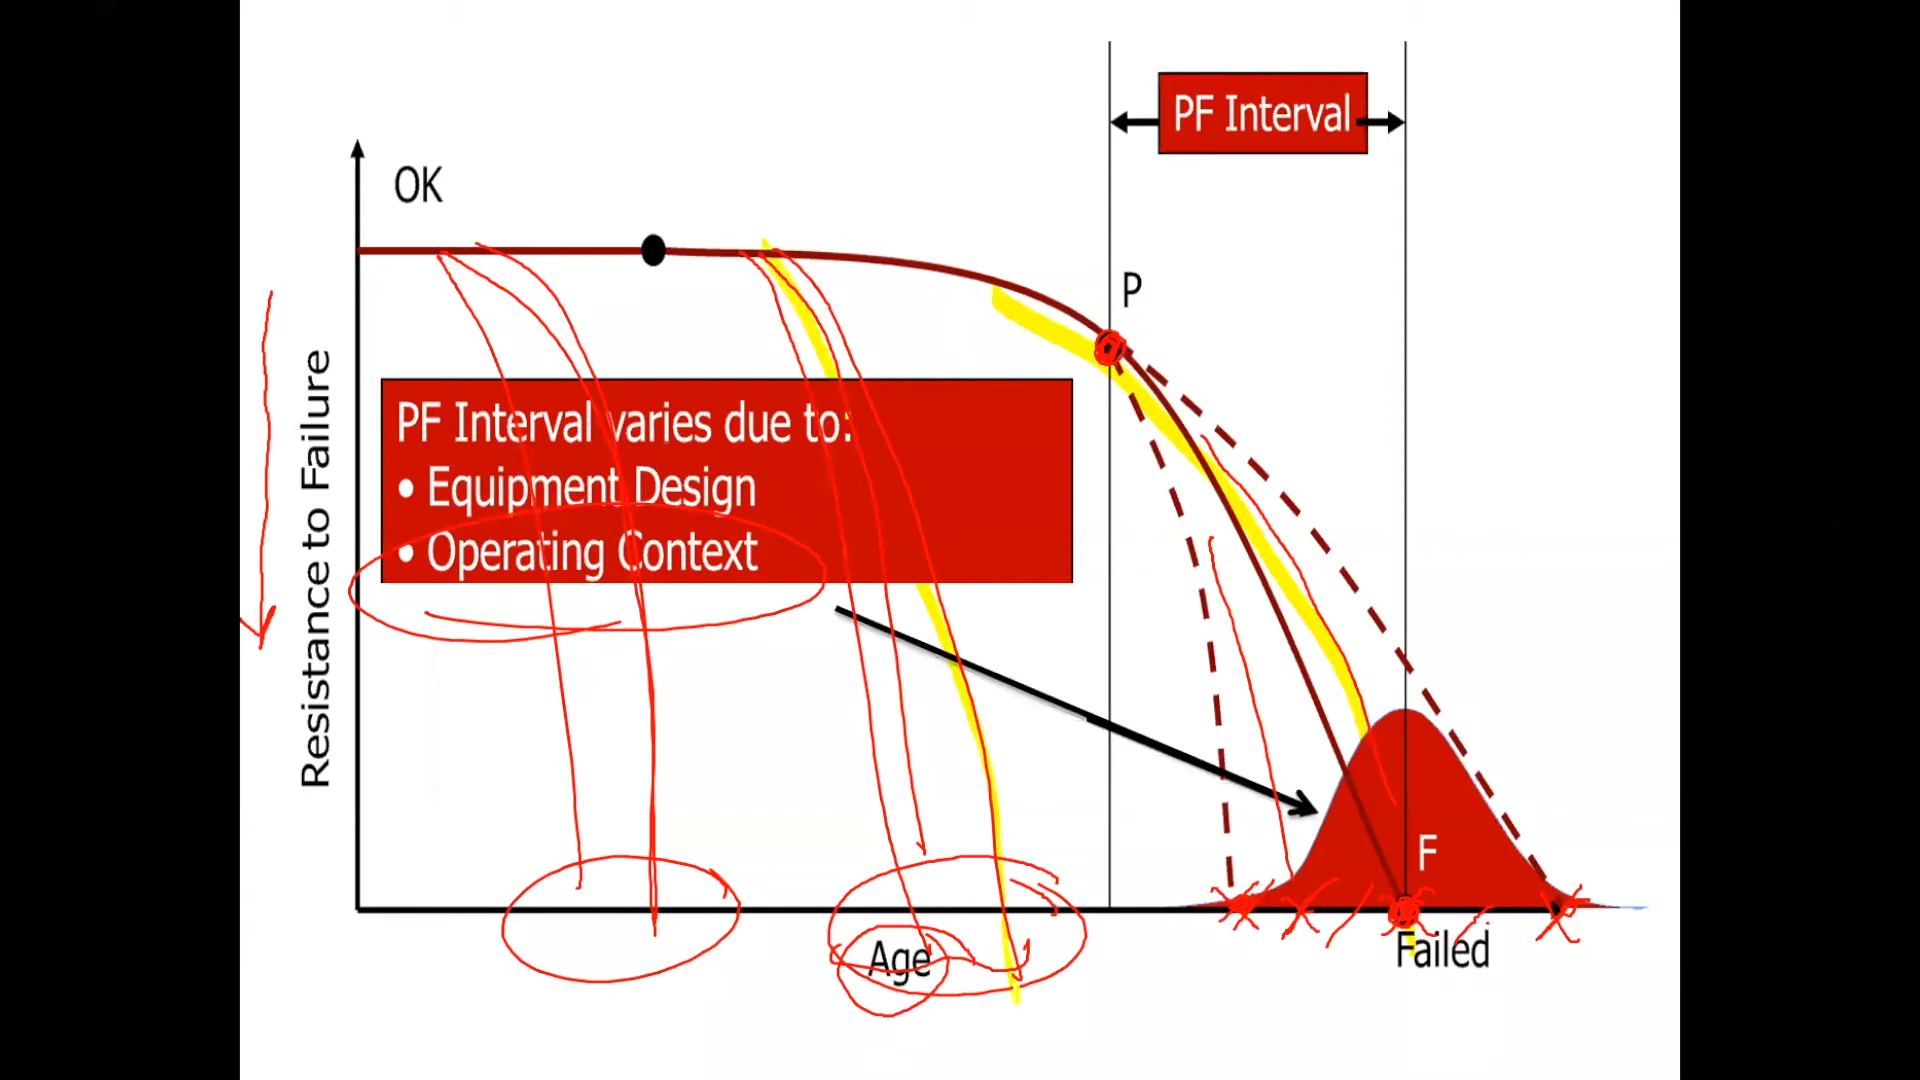 PF Interval
OK
P
Resistance to Failure
PF Interval varies due to:
• Equipment Design
• Operating Context
F
Age
Failed